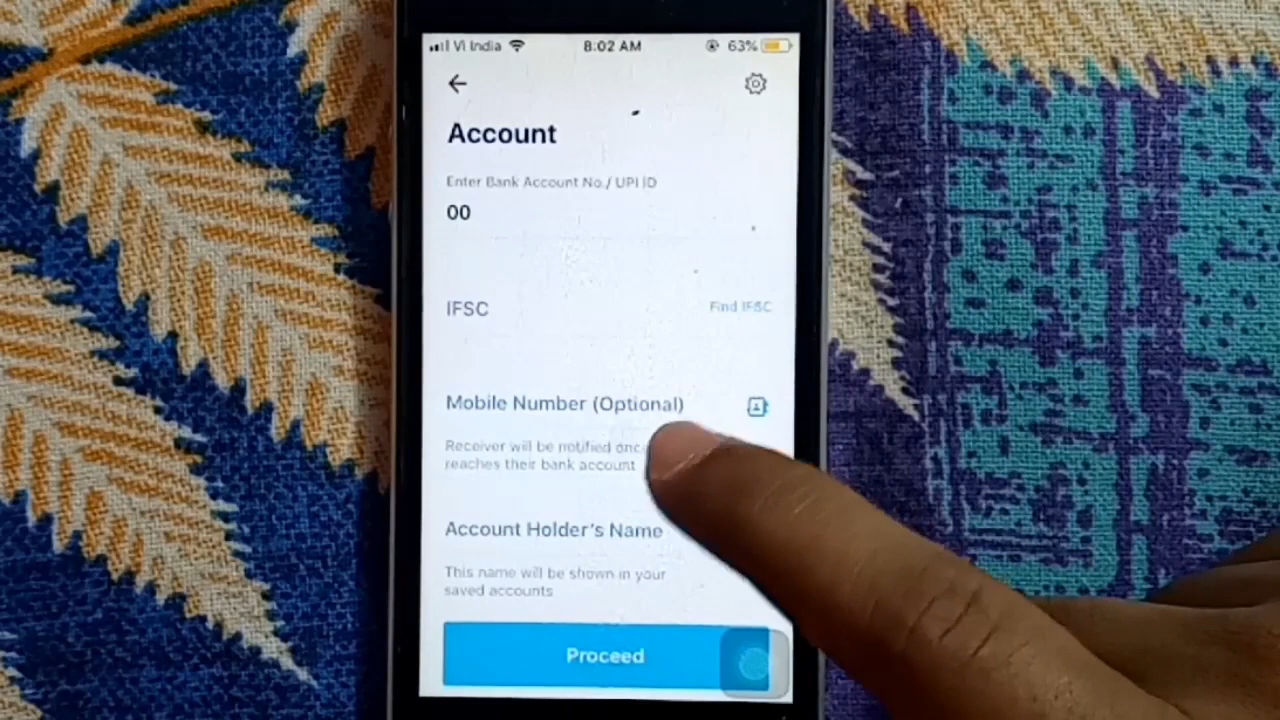 Vi India 8:02 AM 63%
Account
Enter Bank Account No./ UPI ID
00
IFSC Find IFSC
Mobile Number (Optional)
Receiver will be notified
reaches their bank account
Account Holder's Name
This name will be shown in your
saved accounts
Proceed